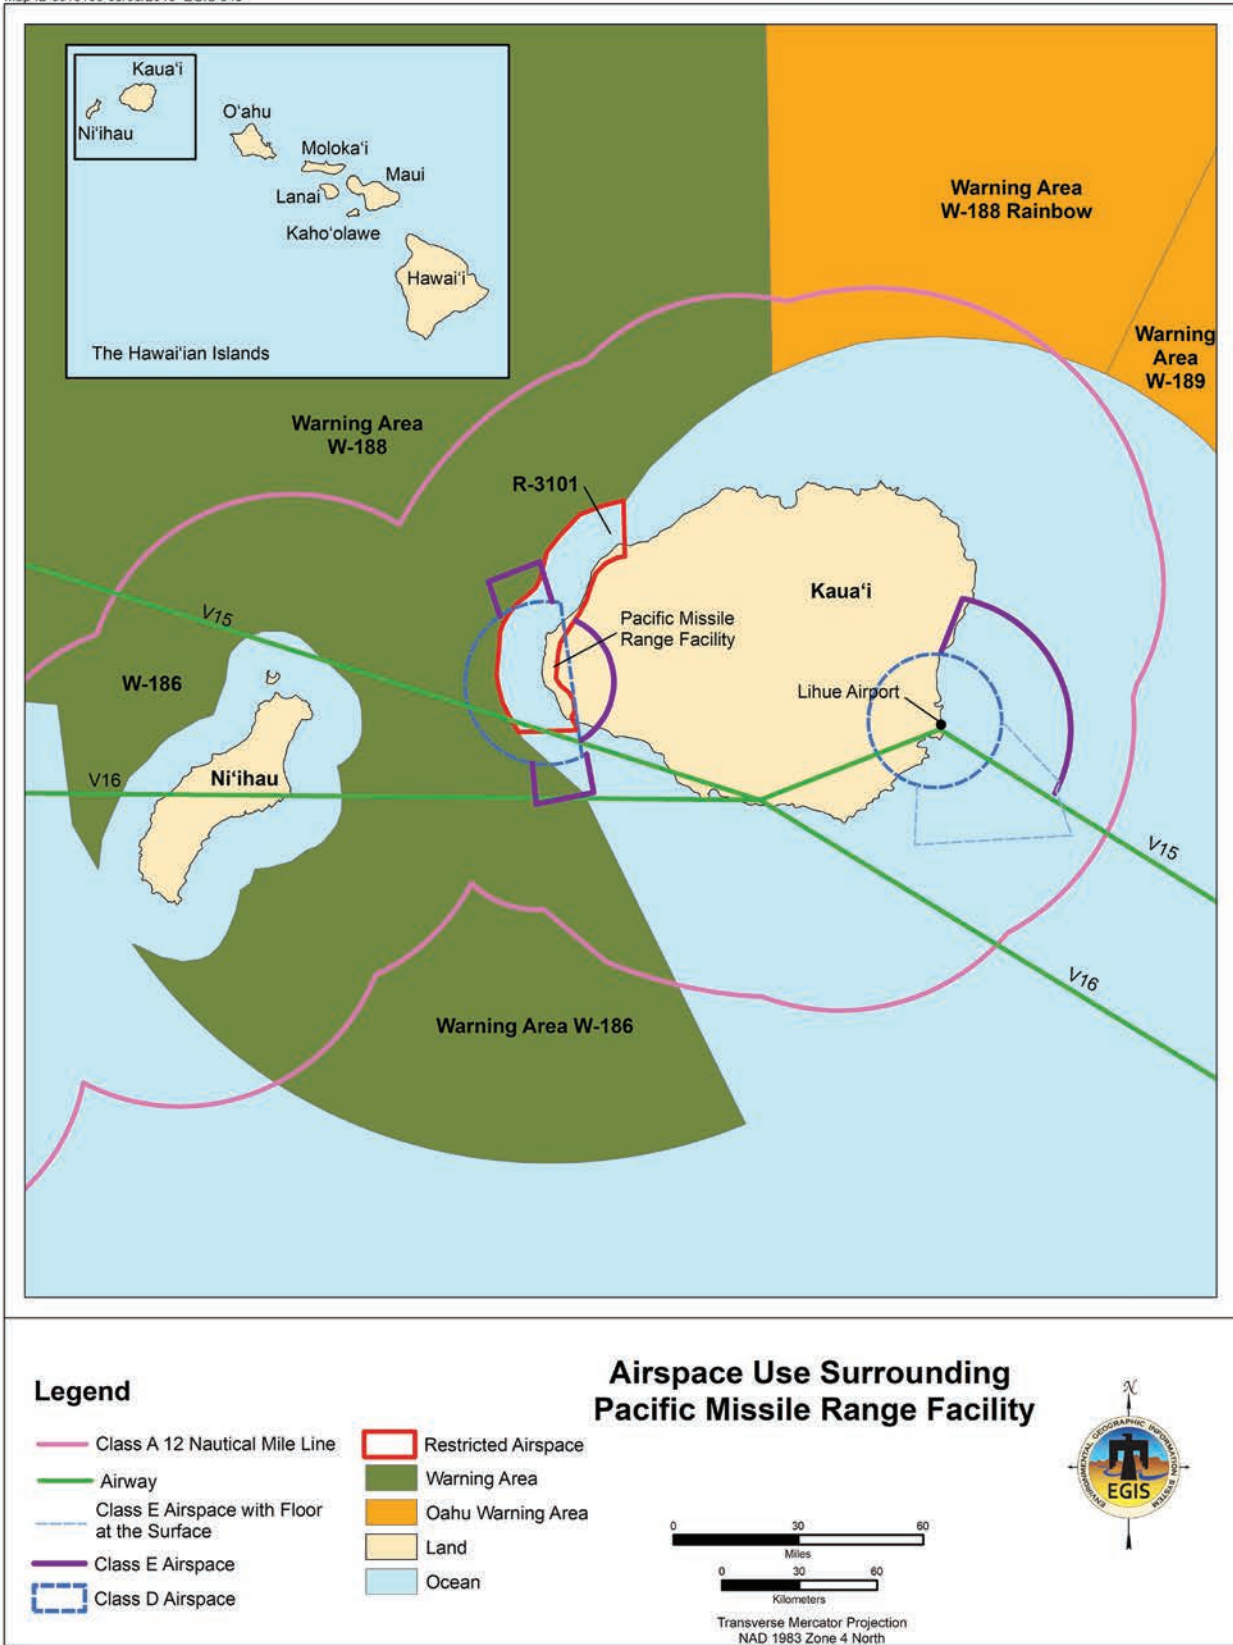 Kaua‘i
Ni‘ihau
O‘ahu
Moloka‘i
Maui
Lanai
Kaho‘olawe
Hawai‘i
The Hawai‘ian Islands
Warning Area
W-188 Rainbow
Warning
Area
W-189
Warning Area
W-188
R-3101
Kaua‘i
V15
Pacific Missile
Range Facility
W-186
Lihue Airport
Ni‘ihau
V16
V15
V16
Warning Area W-186
Airspace Use Surrounding
Pacific Missile Range Facility
Legend
Class A 12 Nautical Mile Line
Airway
Class E Airspace with Floor
at the Surface
Class E Airspace
Class D Airspace
Restricted Airspace
Warning Area
Oahu Warning Area
Land
Ocean
0 30 60
Miles
0 30 60
Kilometers
Transverse Mercator Projection
NAD 1983 Zone 4 North
N
ENVIRONMENTAL GEOGRAPHIC INFORMATION SYSTEM
EGIS